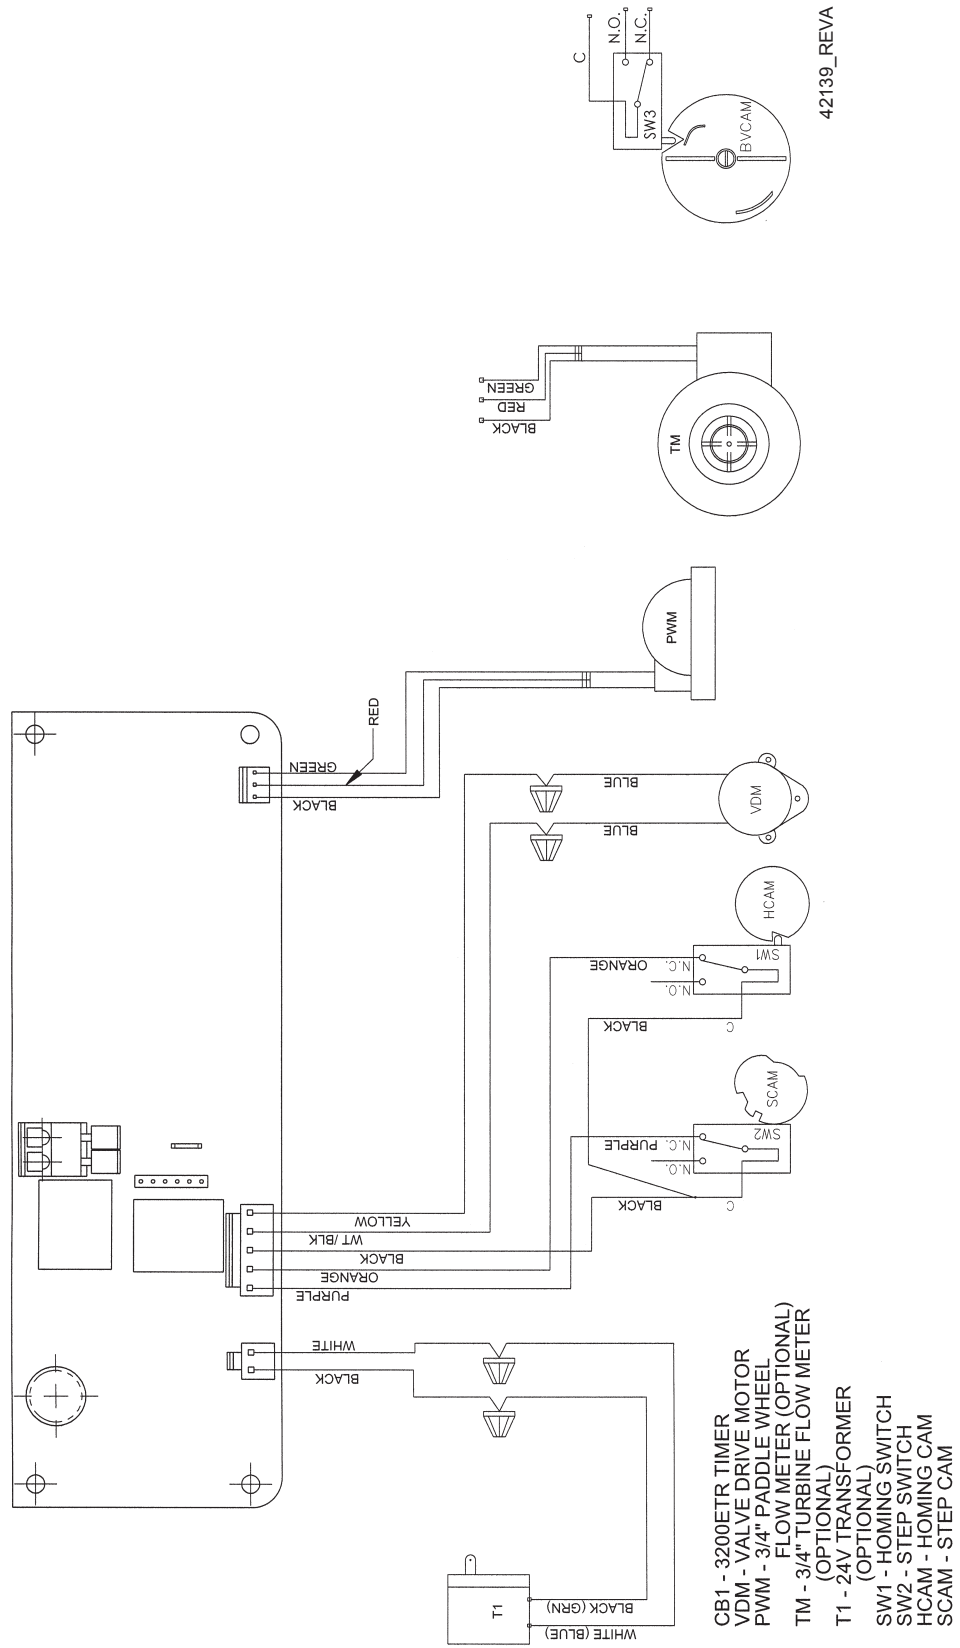 C
N.O.
N.C.
SW3
BVCAM
42139_REVA
GREEN
RED
BLACK
TM
PWM
RED
GREEN
BLACK
BLUE
BLUE
VDM
HCAM
SW1
ORANGE
N.C.
N.O.
BLACK
C
SCAM
SW2
PURPLE
N.C.
N.O.
BLACK
C
YELLOW
WT/BLK
BLACK
ORANGE
PURPLE
WHITE
BLACK
T1
BLACK (GRN)
WHITE (BLUE)
CB1 - 3200ETR TIMER
VDM - VALVE DRIVE MOTOR
PWM - 3/4" PADDLE WHEEL
FLOW METER (OPTIONAL)
TM - 3/4" TURBINE FLOW METER
(OPTIONAL)
T1 - 24V TRANSFORMER
(OPTIONAL)
SW1 - HOMING SWITCH
SW2 - STEP SWITCH
HCAM - HOMING CAM
SCAM - STEP CAM